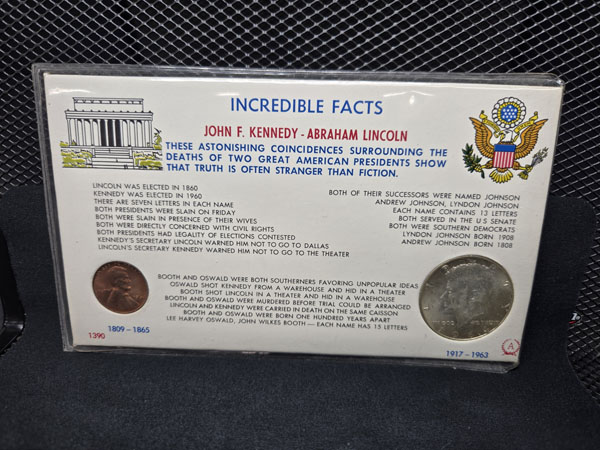 INCREDIBLE FACTS
JOHN F. KENNEDY - ABRAHAM LINCOLN
THESE ASTONISHING COINCIDENCES SURROUNDING THE
DEATHS OF TWO GREAT AMERICAN PRESIDENTS SHOW
THAT TRUTH IS OFTEN STRANGER THAN FICTION.
LINCOLN WAS ELECTED IN 1860
KENNEDY WAS ELECTED IN 1960
THERE ARE SEVEN LETTERS IN EACH NAME
BOTH PRESIDENTS WERE SLAIN ON FRIDAY
BOTH WERE SLAIN IN PRESENCE OF THEIR WIVES
BOTH WERE DIRECTLY CONCERNED WITH CIVIL RIGHTS
BOTH PRESIDENTS HAD LEGALITY OF ELECTIONS CONTESTED
KENNEDY'S SECRETARY LINCOLN WARNED HIM NOT TO GO TO DALLAS
LINCOLN'S SECRETARY KENNEDY WARNED HIM NOT TO GO TO THE THEATER
BOTH OF THEIR SUCCESSORS WERE NAMED JOHNSON
ANDREW JOHNSON, LYNDON JOHNSON
EACH NAME CONTAINS 13 LETTERS
BOTH SERVED IN THE U.S SENATE
BOTH WERE SOUTHERN DEMOCRATS
LYNDON JOHNSON BORN 1908
ANDREW JOHNSON BORN 1808
BOOTH AND OSWALD WERE BOTH SOUTHERNERS FAVORING UNPOPULAR IDEAS
OSWALD SHOT KENNEDY FROM A WAREHOUSE AND HID IN A THEATER
BOOTH SHOT LINCOLN IN A THEATER AND HID IN A WAREHOUSE
BOOTH AND OSWALD WERE MURDERED BEFORE TRIAL COULD BE ARRANGED
LINCOLN AND KENNEDY WERE CARRIED IN DEATH ON THE SAME CAISSON
BOOTH AND OSWALD WERE BORN ONE HUNDRED YEARS APART
LEE HARVEY OSWALD, JOHN WILKES BOOTH — EACH NAME HAS 15 LETTERS
1809 - 1865
1390
1917 - 1963
A